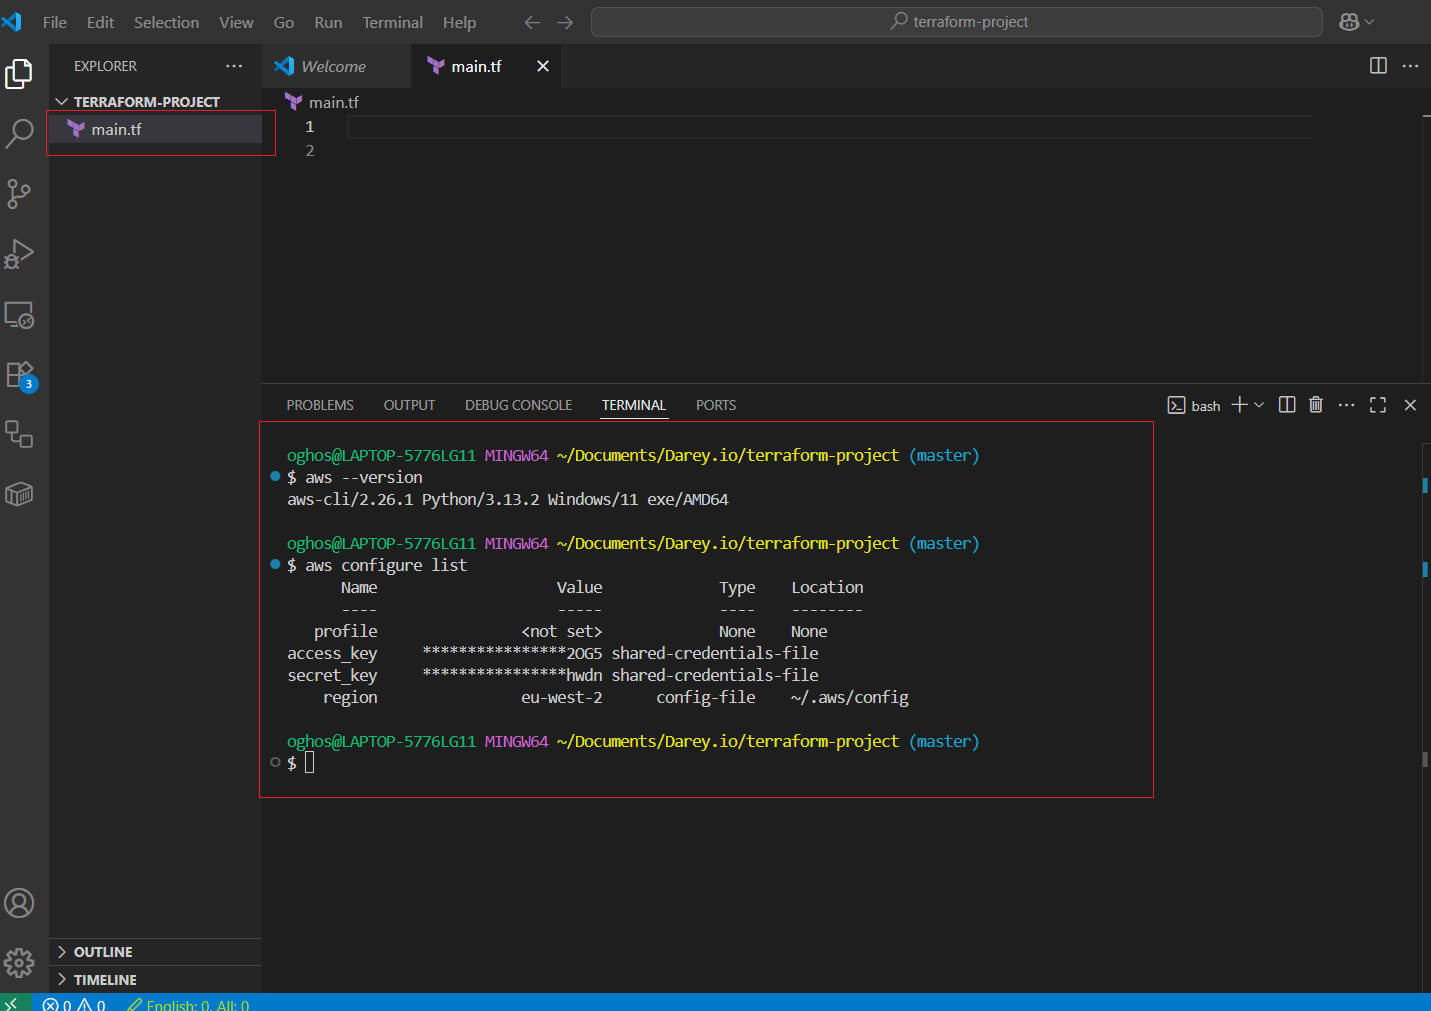 File Edit Selection View Go Run Terminal Help terraform-project
EXPLORER
Welcome
main.tf
TERRAFORM-PROJECT
main.tf
main.tf
1
2
3
PROBLEMS OUTPUT DEBUG CONSOLE TERMINAL PORTS
bash
oghos@LAPTOP-5776LG11 MINGW64 ~/Documents/Darey.io/terraform-project (master)
$ aws --version
aws-cli/2.26.1 Python/3.13.2 Windows/11 exe/AMD64
oghos@LAPTOP-5776LG11 MINGW64 ~/Documents/Darey.io/terraform-project (master)
$ aws configure list
Name Value Type Location
---- ----- ---- --------
profile <not set> None None
access_key ****************2OG5 shared-credentials-file
secret_key ****************hwdn shared-credentials-file
region eu-west-2 config-file ~/.aws/config
oghos@LAPTOP-5776LG11 MINGW64 ~/Documents/Darey.io/terraform-project (master)
$
OUTLINE
TIMELINE
0 0 English: 0, All: 0